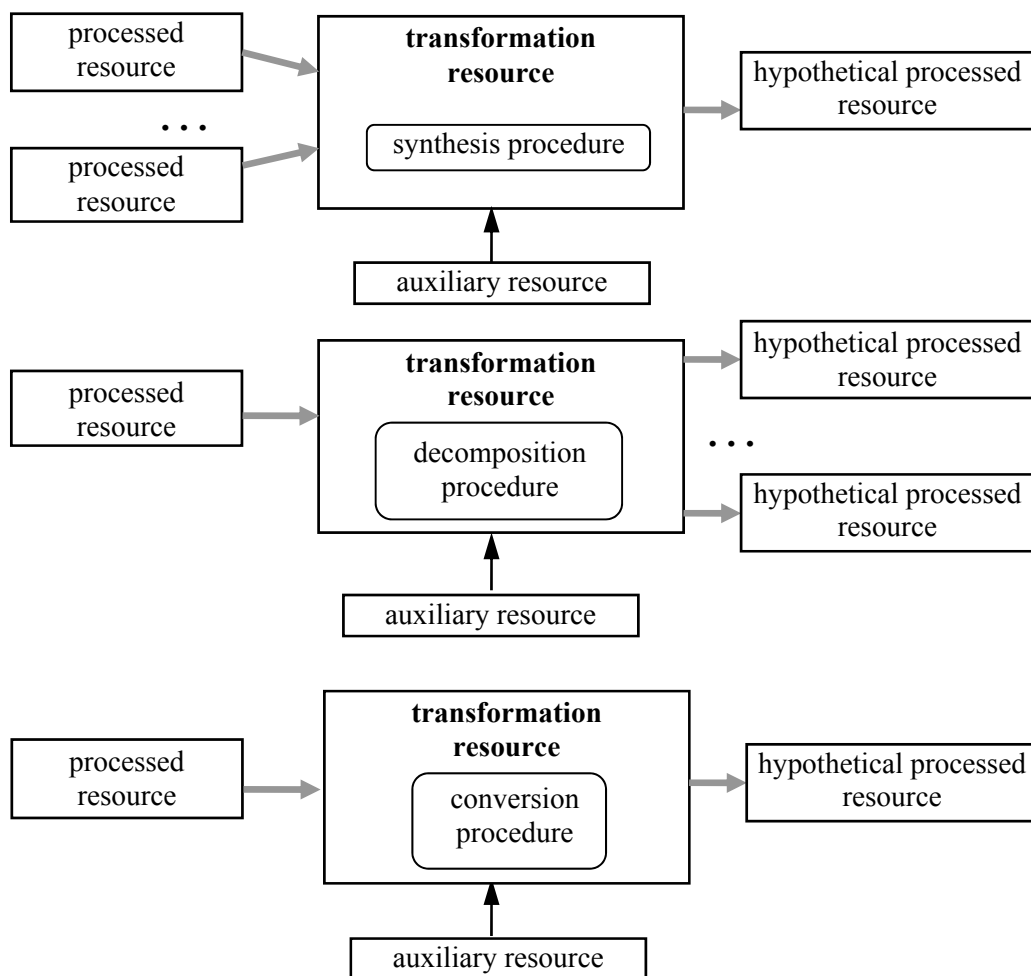 processed
resource
transformation
resource
hypothetical processed
resource
...
processed
resource
synthesis procedure
auxiliary resource
processed
resource
transformation
resource
hypothetical processed
resource
decomposition
procedure
...
hypothetical processed
resource
auxiliary resource
processed
resource
transformation
resource
hypothetical processed
resource
conversion
procedure
auxiliary resource